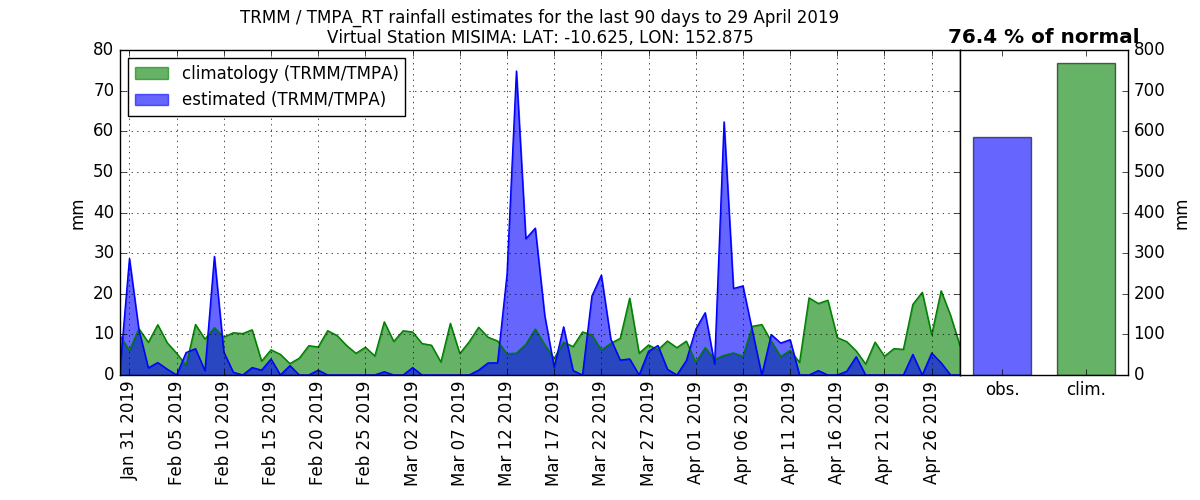 TRMM / TMPA_RT rainfall estimates for the last 90 days to 29 April 2019
Virtual Station MISIMA: LAT: -10.625, LON: 152.875
76.4 % of normal
climatology (TRMM/TMPA)
estimated (TRMM/TMPA)
mm
80
70
60
50
40
30
20
10
0
Jan 31 2019
Feb 05 2019
Feb 10 2019
Feb 15 2019
Feb 20 2019
Feb 25 2019
Mar 02 2019
Mar 07 2019
Mar 12 2019
Mar 17 2019
Mar 22 2019
Mar 27 2019
Apr 01 2019
Apr 06 2019
Apr 11 2019
Apr 16 2019
Apr 21 2019
Apr 26 2019
800
700
600
500
400
300
200
100
0
mm
obs.
clim.